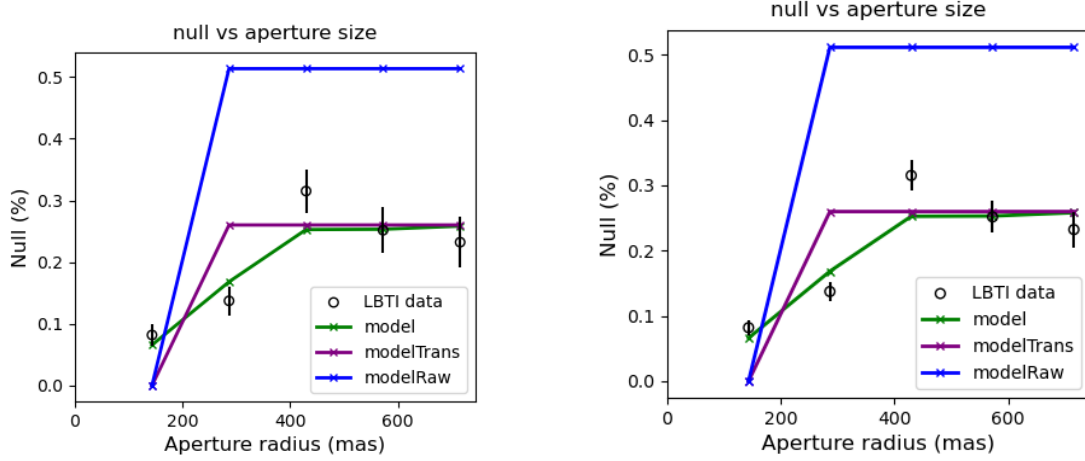 null vs aperture size
0.5
0.4
0.3
0.2
0.1
0.0
Null (%)
LBTI data
model
modelTrans
modelRaw
0
200
400
600
Aperture radius (mas)
null vs aperture size
0.5
0.4
0.3
0.2
0.1
0.0
Null (%)
LBTI data
model
modelTrans
modelRaw
0
200
400
600
Aperture radius (mas)